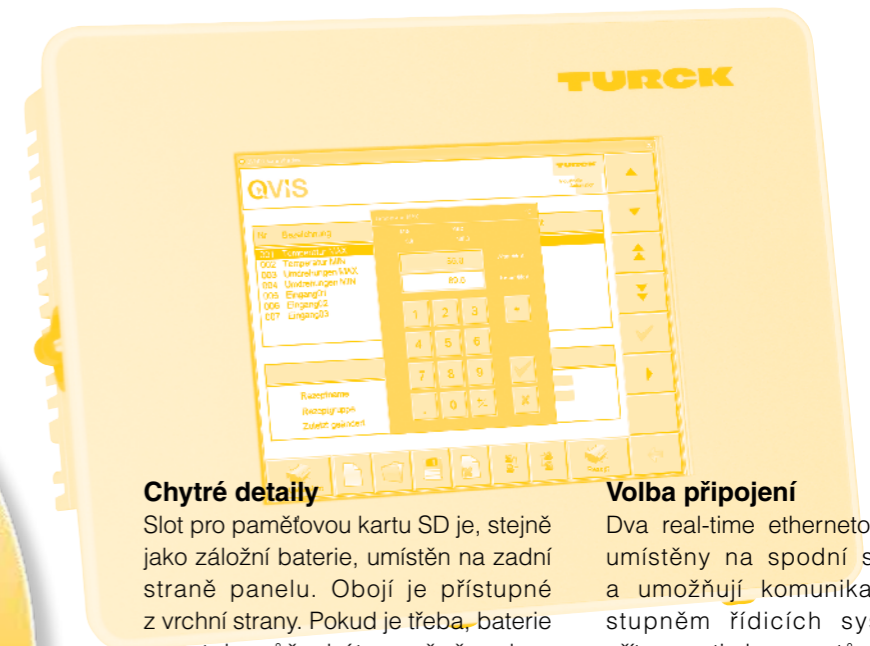 TURCK
QVIS
Nr. Bezeichnung
001 Temperatur MAX
002 Temperatur MIN
003 Umdrehungen MAX
004 Umdrehungen MIN
005 Eingang01
006 Eingang02
007 Eingang03
1 2 3
4 5 6
7 8 9
0
Rezeptname
Rezeptgruppe
Zuletzt geändert
Chytré detaily
Slot pro paměťovou kartu SD je, stejně
jako záložní baterie, umístěn na zadní
straně panelu. Obojí je přístupné
z vrchní strany. Pokud je třeba, baterie
Volba připojení
Dva real-time etherneto
umístěny na spodní s
a umožňují komunika
stupněm řídicích sys